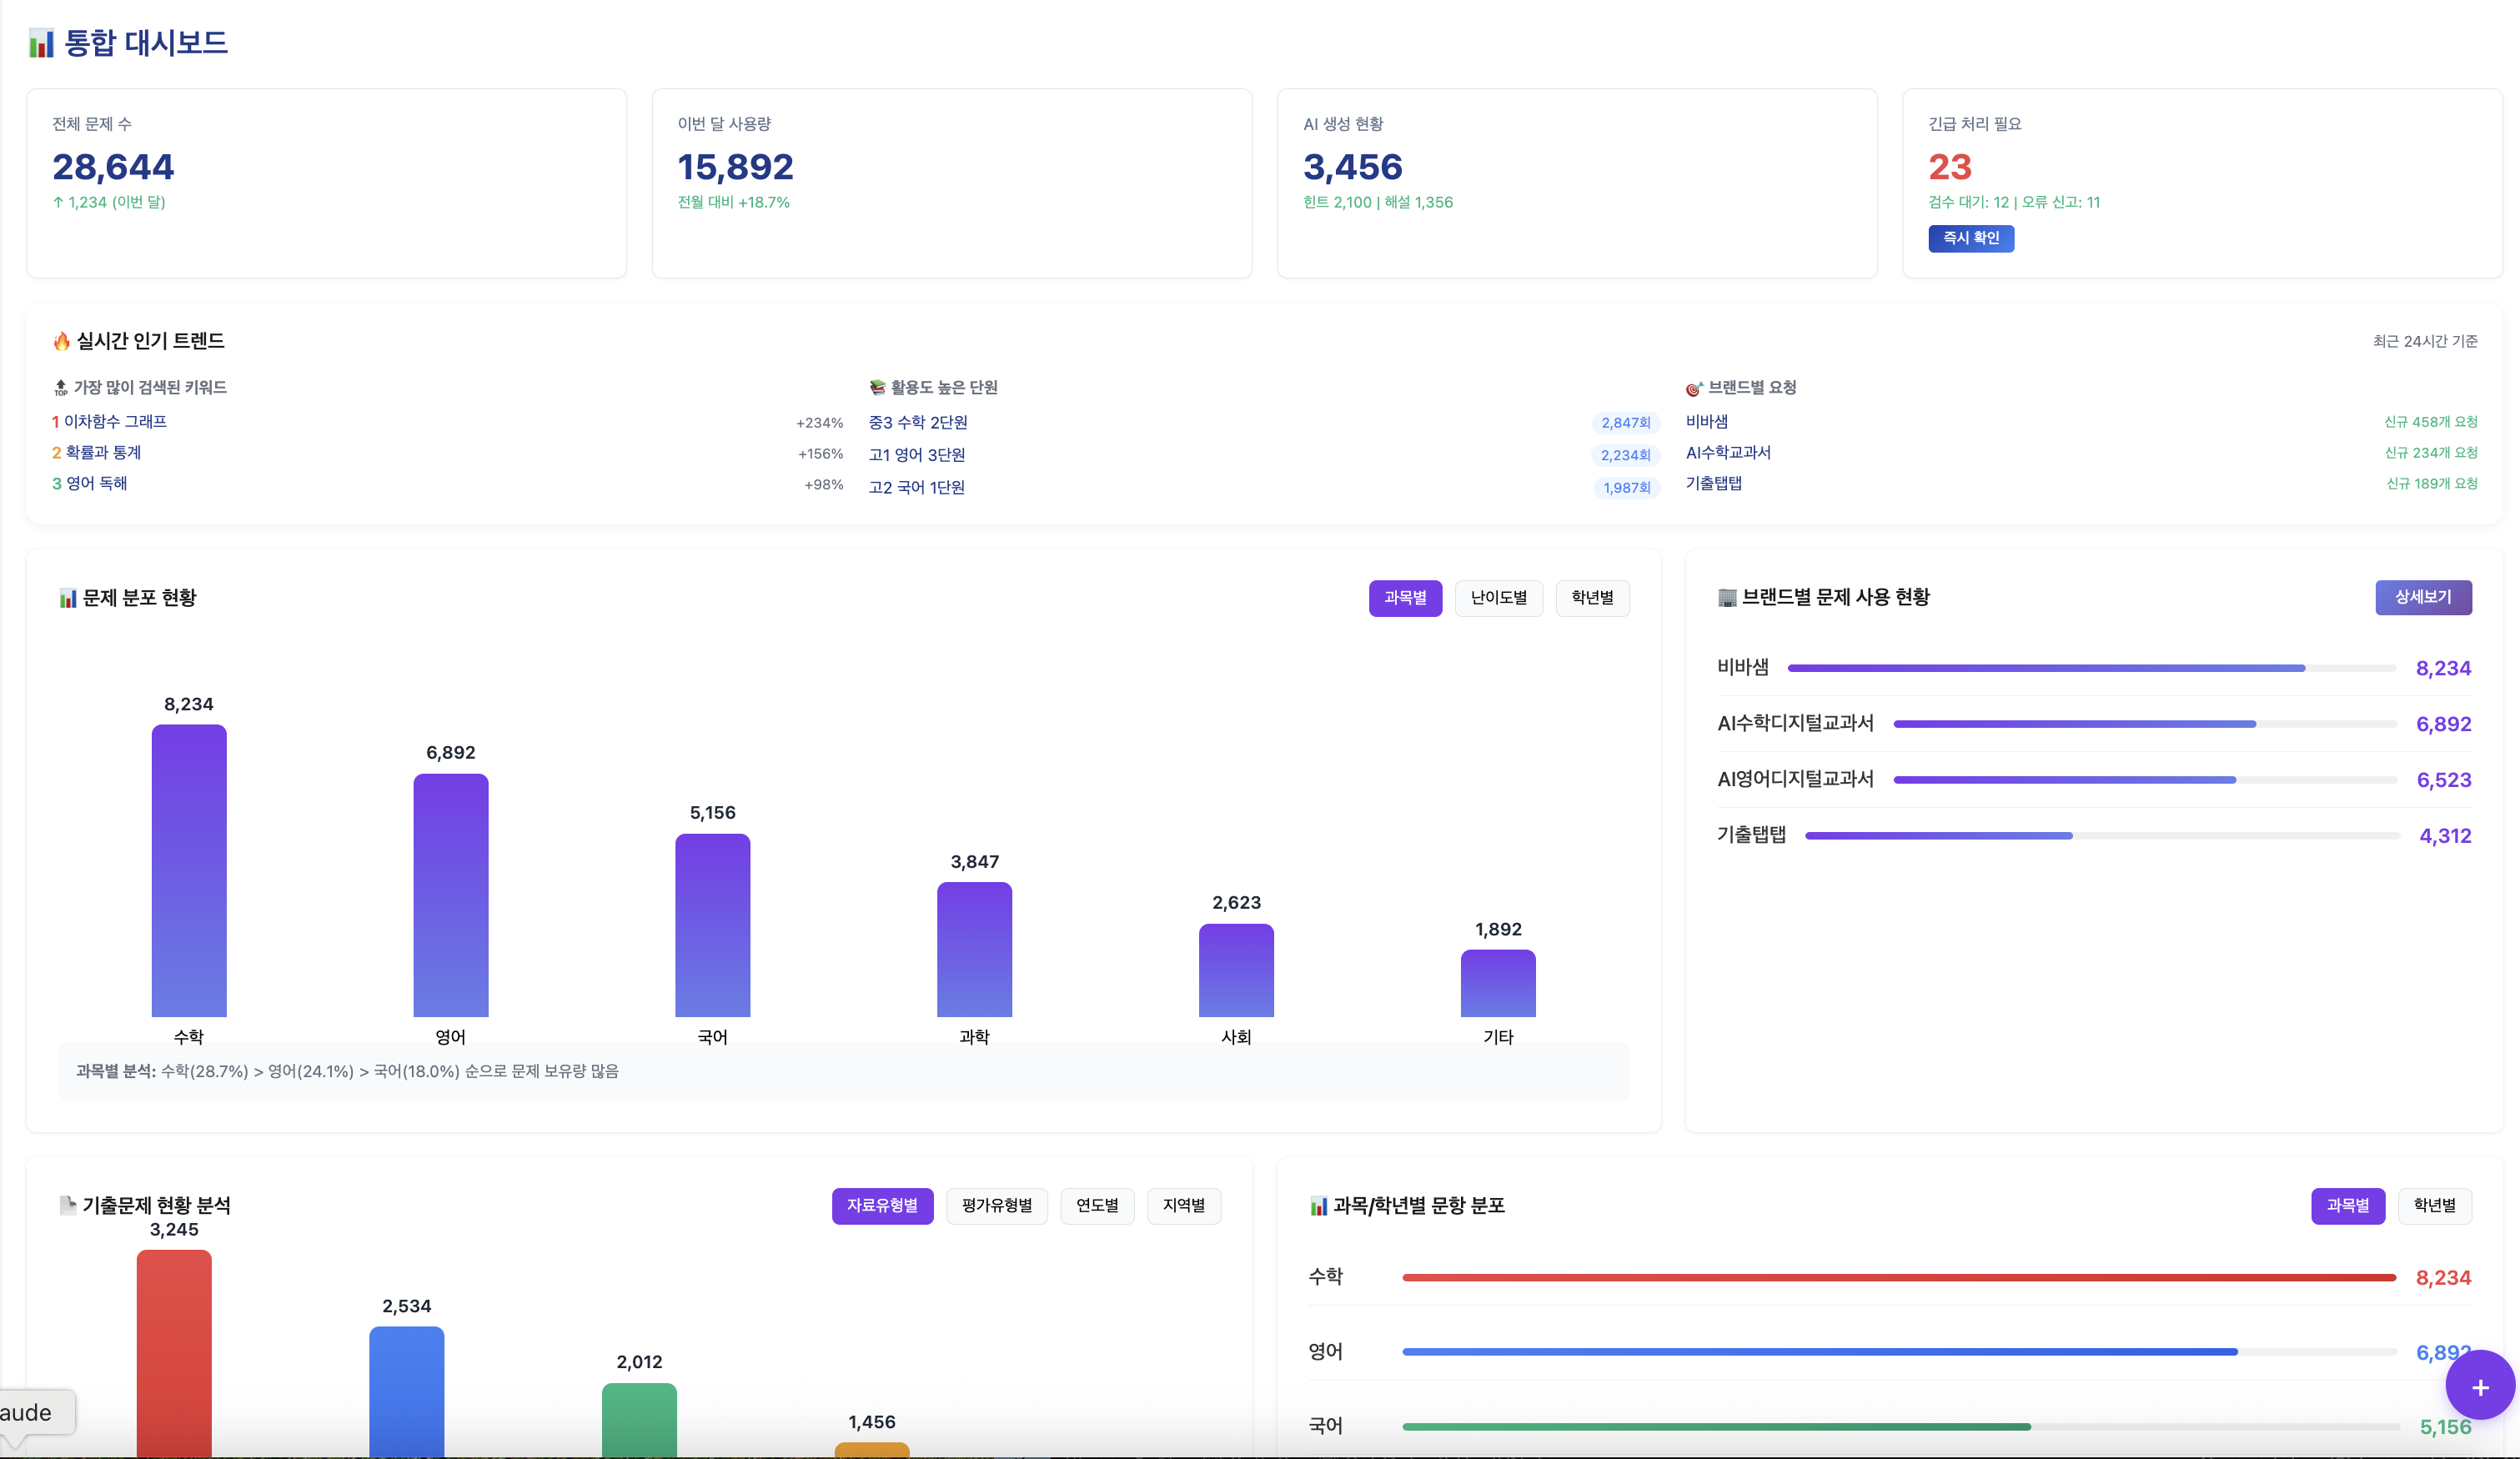 통합 대시보드
전체 문제 수
28,644
↑ 1,234 (이번 달)
이번 달 사용량
15,892
전월 대비 +18.7%
AI 생성 현황
3,456
힌트 2,100 | 해설 1,356
긴급 처리 필요
23
검수 대기: 12 | 오류 신고: 11
즉시 확인
실시간 인기 트렌드
최근 24시간 기준
TOP 가장 많이 검색된 키워드
1 이차함수 그래프 +234%
2 확률과 통계 +156%
3 영어 독해 +98%
활용도 높은 단원
중3 수학 2단원 2,847회
고1 영어 3단원 2,234회
고2 국어 1단원 1,987회
브랜드별 요청
비바샘 신규 458개 요청
AI수학교과서 신규 234개 요청
기출탭탭 신규 189개 요청
문제 분포 현황
과목별 난이도별 학년별
8,234
6,892
5,156
3,847
2,623
1,892
수학 영어 국어 과학 사회 기타
과목별 분석: 수학(28.7%) > 영어(24.1%) > 국어(18.0%) 순으로 문제 보유량 많음
브랜드별 문제 사용 현황
상세보기
비바샘 8,234
AI수학디지털교과서 6,892
AI영어디지털교과서 6,523
기출탭탭 4,312
기출문제 현황 분석
자료유형별 평가유형별 연도별 지역별
3,245
2,534
2,012
1,456
과목/학년별 문항 분포
과목별 학년별
수학 8,234
영어 6,892
국어 5,156
+
aude